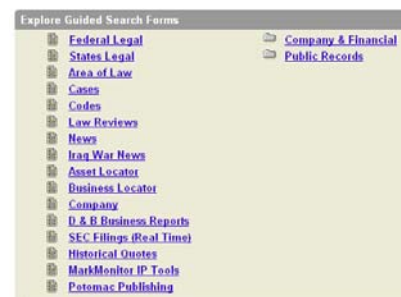 Explore Guided Search Forms
Federal Legal
States Legal
Area of Law
Cases
Codes
Law Reviews
News
Iraq War News
Asset Locator
Business Locator
Company
D & B Business Reports
SEC Filings (Real Time)
Historical Quotes
MarkMonitor IP Tools
Potomac Publishing
Company & Financial
Public Records